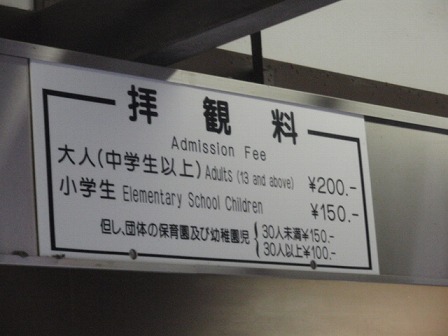 拝観料
Admission Fee
大人(中学生以上) Adults (13 and above) ¥200.-
小学生 Elementary School Children ¥150.-
但し、団体の保育園及び幼稚園児 { 30人未満¥150.-
30人以上¥100.-